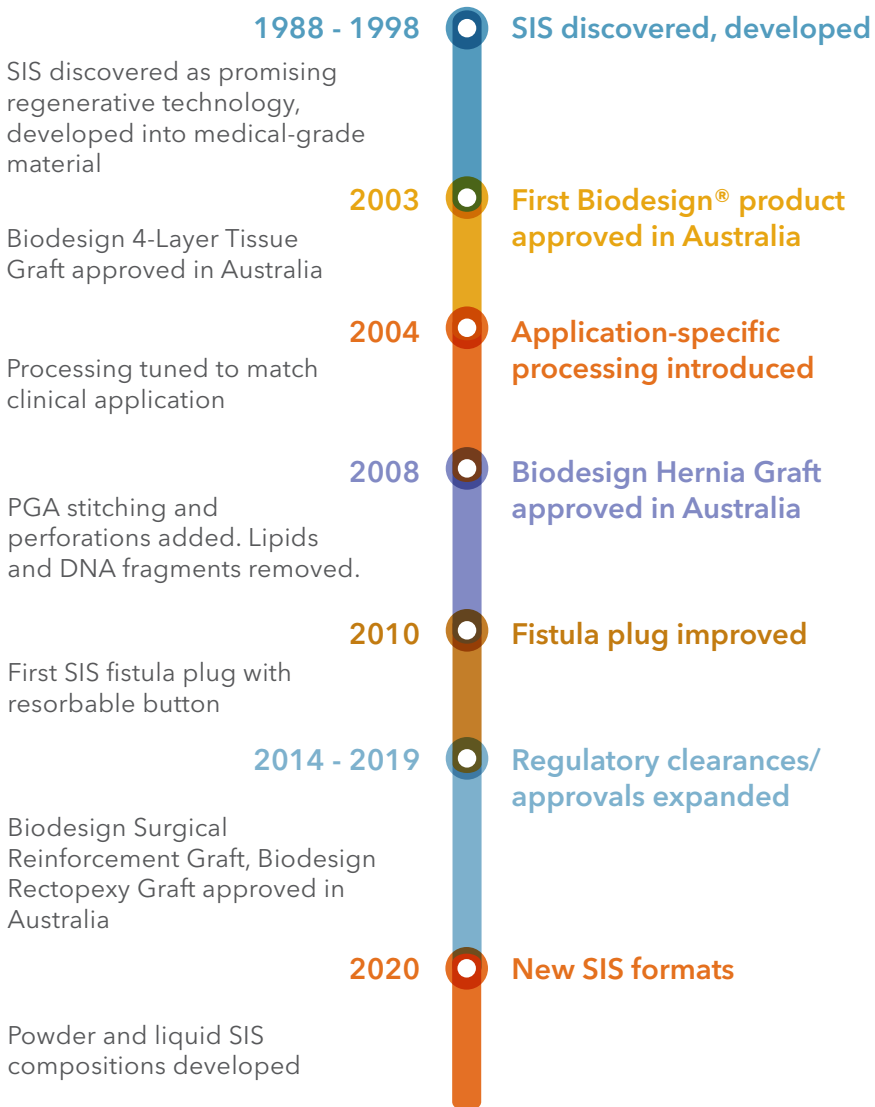 1988 - 1998
SIS discovered, developed
SIS discovered as promising
regenerative technology,
developed into medical-grade
material
2003
First Biodesign® product
approved in Australia
Biodesign 4-Layer Tissue
Graft approved in Australia
2004
Application-specific
processing introduced
Processing tuned to match
clinical application
2008
Biodesign Hernia Graft
approved in Australia
PGA stitching and
perforations added. Lipids
and DNA fragments removed.
2010
Fistula plug improved
First SIS fistula plug with
resorbable button
2014 - 2019
Regulatory clearances/
approvals expanded
Biodesign Surgical
Reinforcement Graft, Biodesign
Rectopexy Graft approved in
Australia
2020
New SIS formats
Powder and liquid SIS
compositions developed